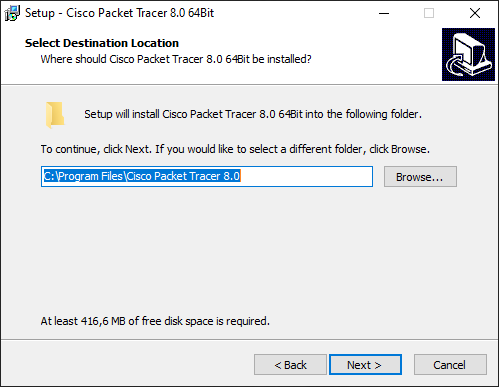 Setup - Cisco Packet Tracer 8.0 64Bit
Select Destination Location
Where should Cisco Packet Tracer 8.0 64Bit be installed?
Setup will install Cisco Packet Tracer 8.0 64Bit into the following folder.
To continue, click Next. If you would like to select a different folder, click Browse.
C:\Program Files\Cisco Packet Tracer 8.0
Browse...
At least 416,6 MB of free disk space is required.
< Back
Next >
Cancel